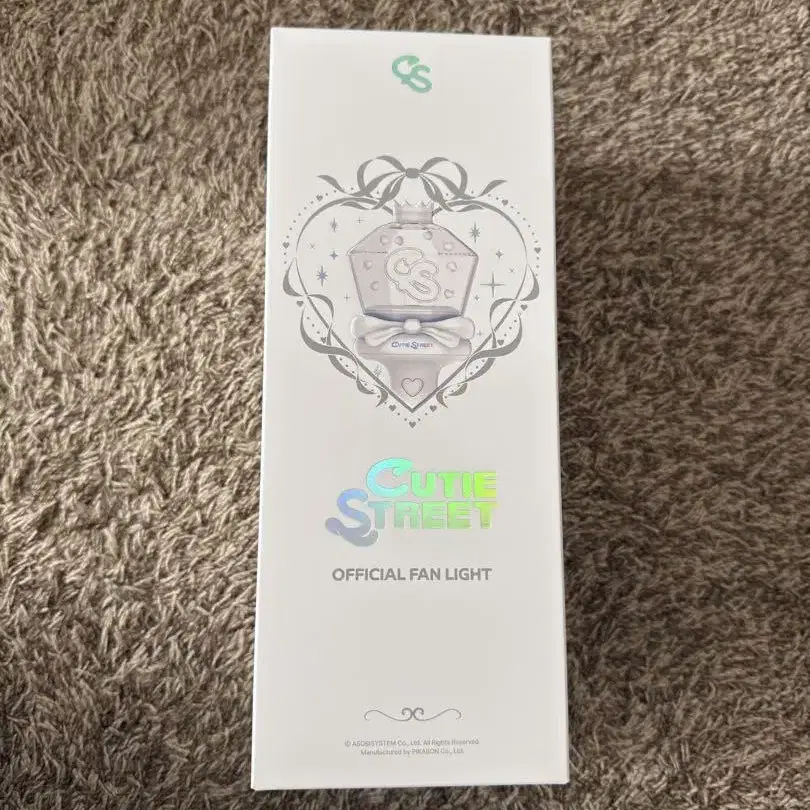 CS
CS
CUTIE STREET
CUTIE
STREET
OFFICIAL FAN LIGHT
© ASOBISYSTEM Co., Ltd. All Rights Reserved.
Manufactured by PIKABON Co., Ltd.